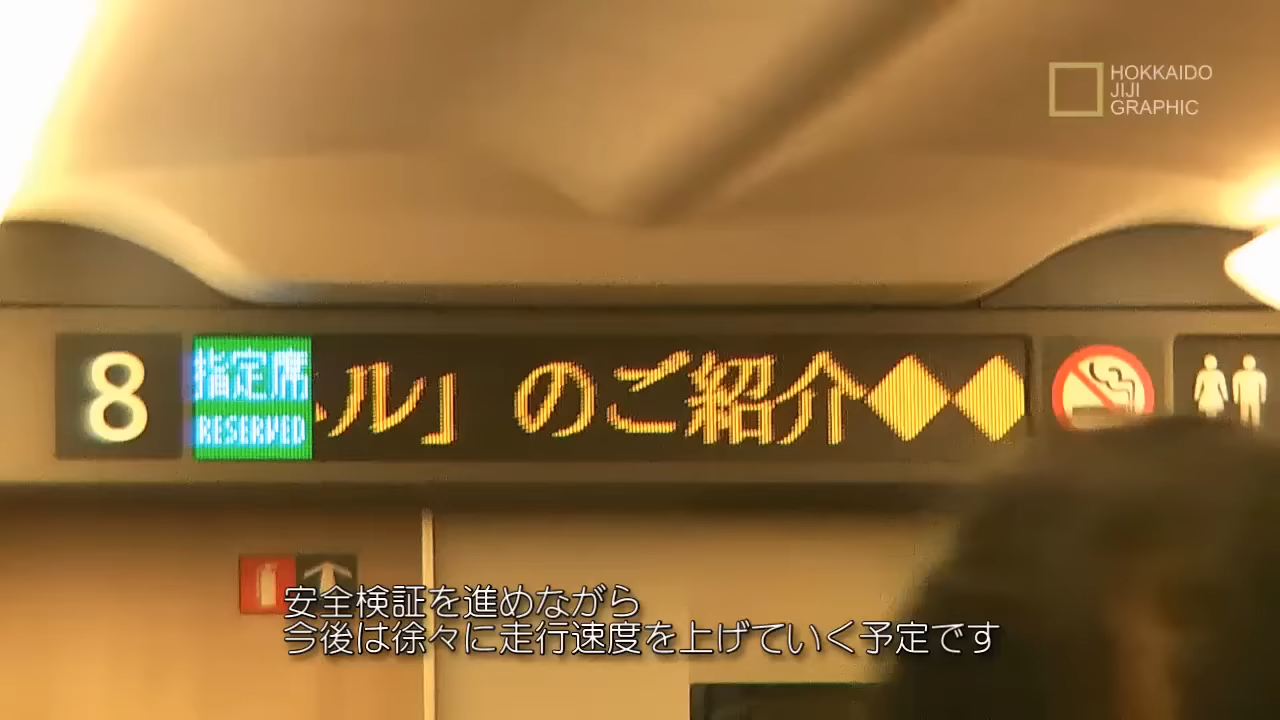 HOKKAIDO
JIJI
GRAPHIC
8
指定席
RESERVED
ル」 のご紹介◆◆
安全検証を進めながら
今後は徐々に走行速度を上げていく予定です